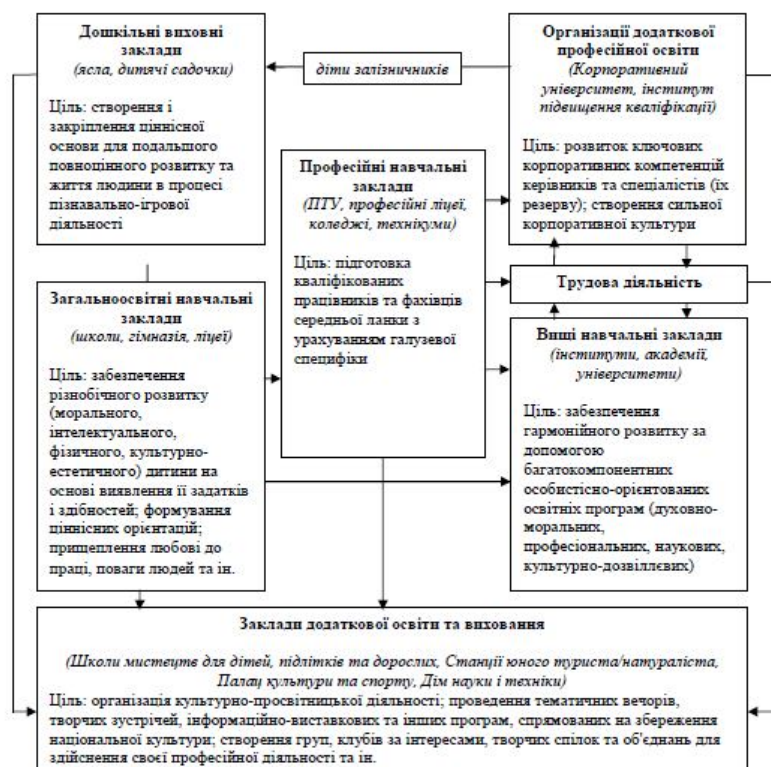 Дошкільні виховні
заклади
(ясла, дитячі садочки)
Ціль: створення і
закріплення ціннісної
основи для подальшого
повноцінного розвитку та
життя людини в процесі
пізнавально-ігрової
діяльності
діти залізничників
Організації додаткової
професійної освіти
(Корпоративний
університет, інститут
підвищення кваліфікації)
Ціль: розвиток ключових
корпоративних компетенцій
керівників та спеціалістів (їх
резерву); створення сильної
корпоративної культури
Професійні навчальні
заклади
(ПТУ, професійні ліцеї,
коледжі, технікуми)
Ціль: підготовка
кваліфікованих
працівників та фахівців
середньої ланки з
урахуванням галузевої
специфіки
Трудова діяльність
Загальноосвітні навчальні
заклади
(школи, гімназія, ліцеї)
Ціль: забезпечення
різнобічного розвитку
(морального,
інтелектуального,
фізичного, культурно-
естетичного) дитини на
основі виявлення її задатків
і здібностей; формування
ціннісних орієнтацій;
прищеплення любові до
праці, поваги людей та ін.
Вищі навчальні заклади
(інститути, академії,
університети)
Ціль: забезпечення
гармонійного розвитку за
допомогою
багатокомпонентних
особистісно-орієнтованих
освітніх програм (духовно-
моральних,
професіональних, наукових,
культурно-дозвіллєвих)
Заклади додаткової освіти та виховання
(Школи мистецтв для дітей, підлітків та дорослих, Станції юного туриста/натураліста,
Палац культури та спорту, Дім науки і техніки)
Ціль: організація культурно-просвітницької діяльності; проведення тематичних вечорів,
творчих зустрічей, інформаційно-виставкових та інших програм, спрямованих на збереження
національної культури; створення груп, клубів за інтересами, творчих спілок та об'єднань для
здійснення своєї професійної діяльності та ін.